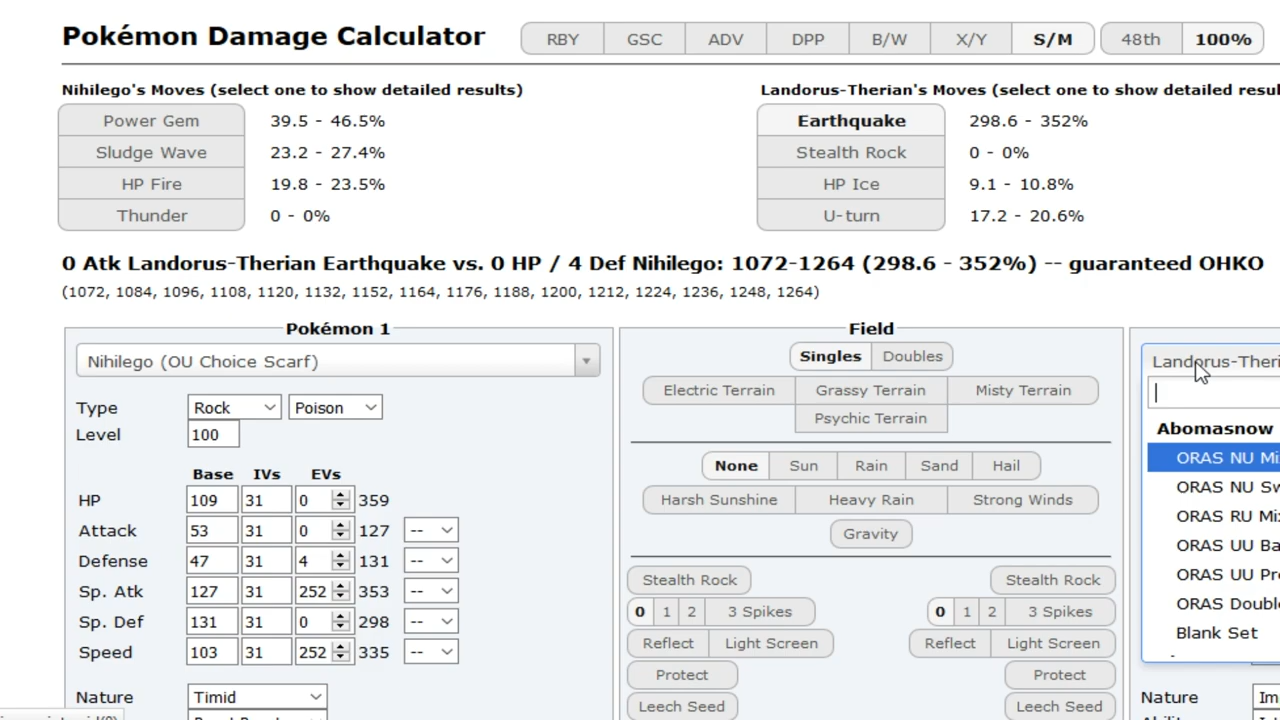 Pokémon Damage Calculator RBY GSC ADV DPP B/W X/Y S/M 48th 100%
Nihilego's Moves (select one to show detailed results) Landorus-Therian's Moves (select one to show detailed resul
Power Gem 39.5 - 46.5% Earthquake 298.6 - 352%
Sludge Wave 23.2 - 27.4% Stealth Rock 0 - 0%
HP Fire 19.8 - 23.5% HP Ice 9.1 - 10.8%
Thunder 0 - 0% U-turn 17.2 - 20.6%
0 Atk Landorus-Therian Earthquake vs. 0 HP / 4 Def Nihilego: 1072-1264 (298.6 - 352%) -- guaranteed OHKO
(1072, 1084, 1096, 1108, 1120, 1132, 1152, 1164, 1176, 1188, 1200, 1212, 1224, 1236, 1248, 1264)
Pokémon 1
Nihilego (OU Choice Scarf)
Type Rock Poison
Level 100
Base IVs EVs
HP 109 31 0 359
Attack 53 31 0 127 --
Defense 47 31 4 131 --
Sp. Atk 127 31 252 353 --
Sp. Def 131 31 0 298 --
Speed 103 31 252 335 --
Nature Timid
Field
Singles Doubles
Electric Terrain Grassy Terrain Misty Terrain
Psychic Terrain
None Sun Rain Sand Hail
Harsh Sunshine Heavy Rain Strong Winds
Gravity
Stealth Rock Stealth Rock
0 1 2 3 Spikes 0 1 2 3 Spikes
Reflect Light Screen Reflect Light Screen
Protect Protect
Leech Seed Leech Seed
Landorus-Theri
Abomasnow
ORAS NU Mi
ORAS NU Sw
ORAS RU Mix
ORAS UU Ba
ORAS UU Pr
ORAS Double
Blank Set
Nature Im